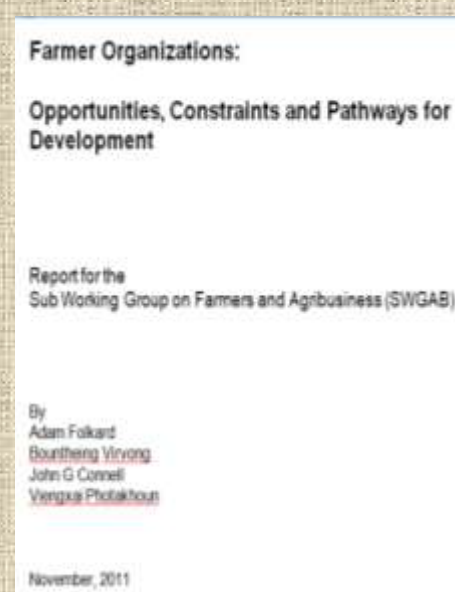 Farmer Organizations:
Opportunities, Constraints and Pathways for
Development
Report for the
Sub Working Group on Farmers and Agribusiness (SWGAB)
By
Adam Folkard
Bountheing Virvong
John G Connell
Viengxai Photakhoun
November, 2011